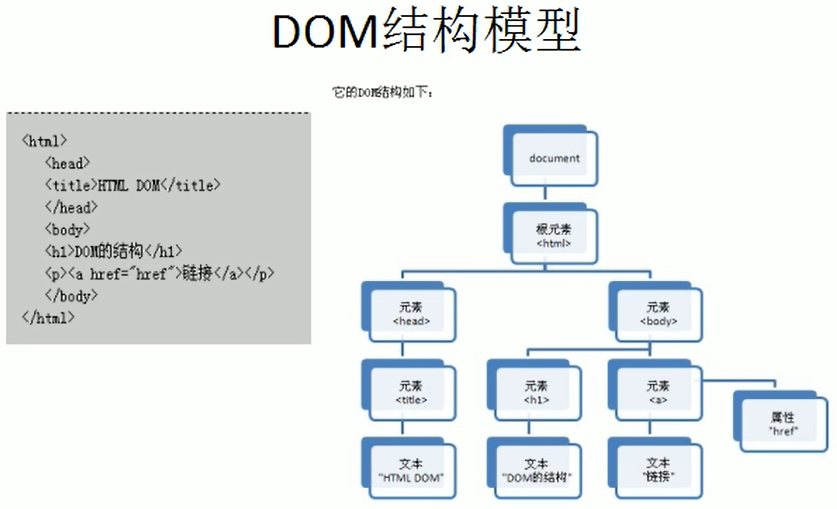 DOM结构模型
它的DOM结构如下:
<html>
<head>
<title>HTML DOM</title>
</head>
<body>
<h1>DOM的结构</h1>
<p><a href="href">链接</a></p>
</body>
</html>
document
根元素
<html>
元素
<head>
元素
<body>
元素
<title>
元素
<h1>
元素
<a>
属性
"href"
文本
"HTML DOM"
文本
"DOM的结构"
文本
"链接"